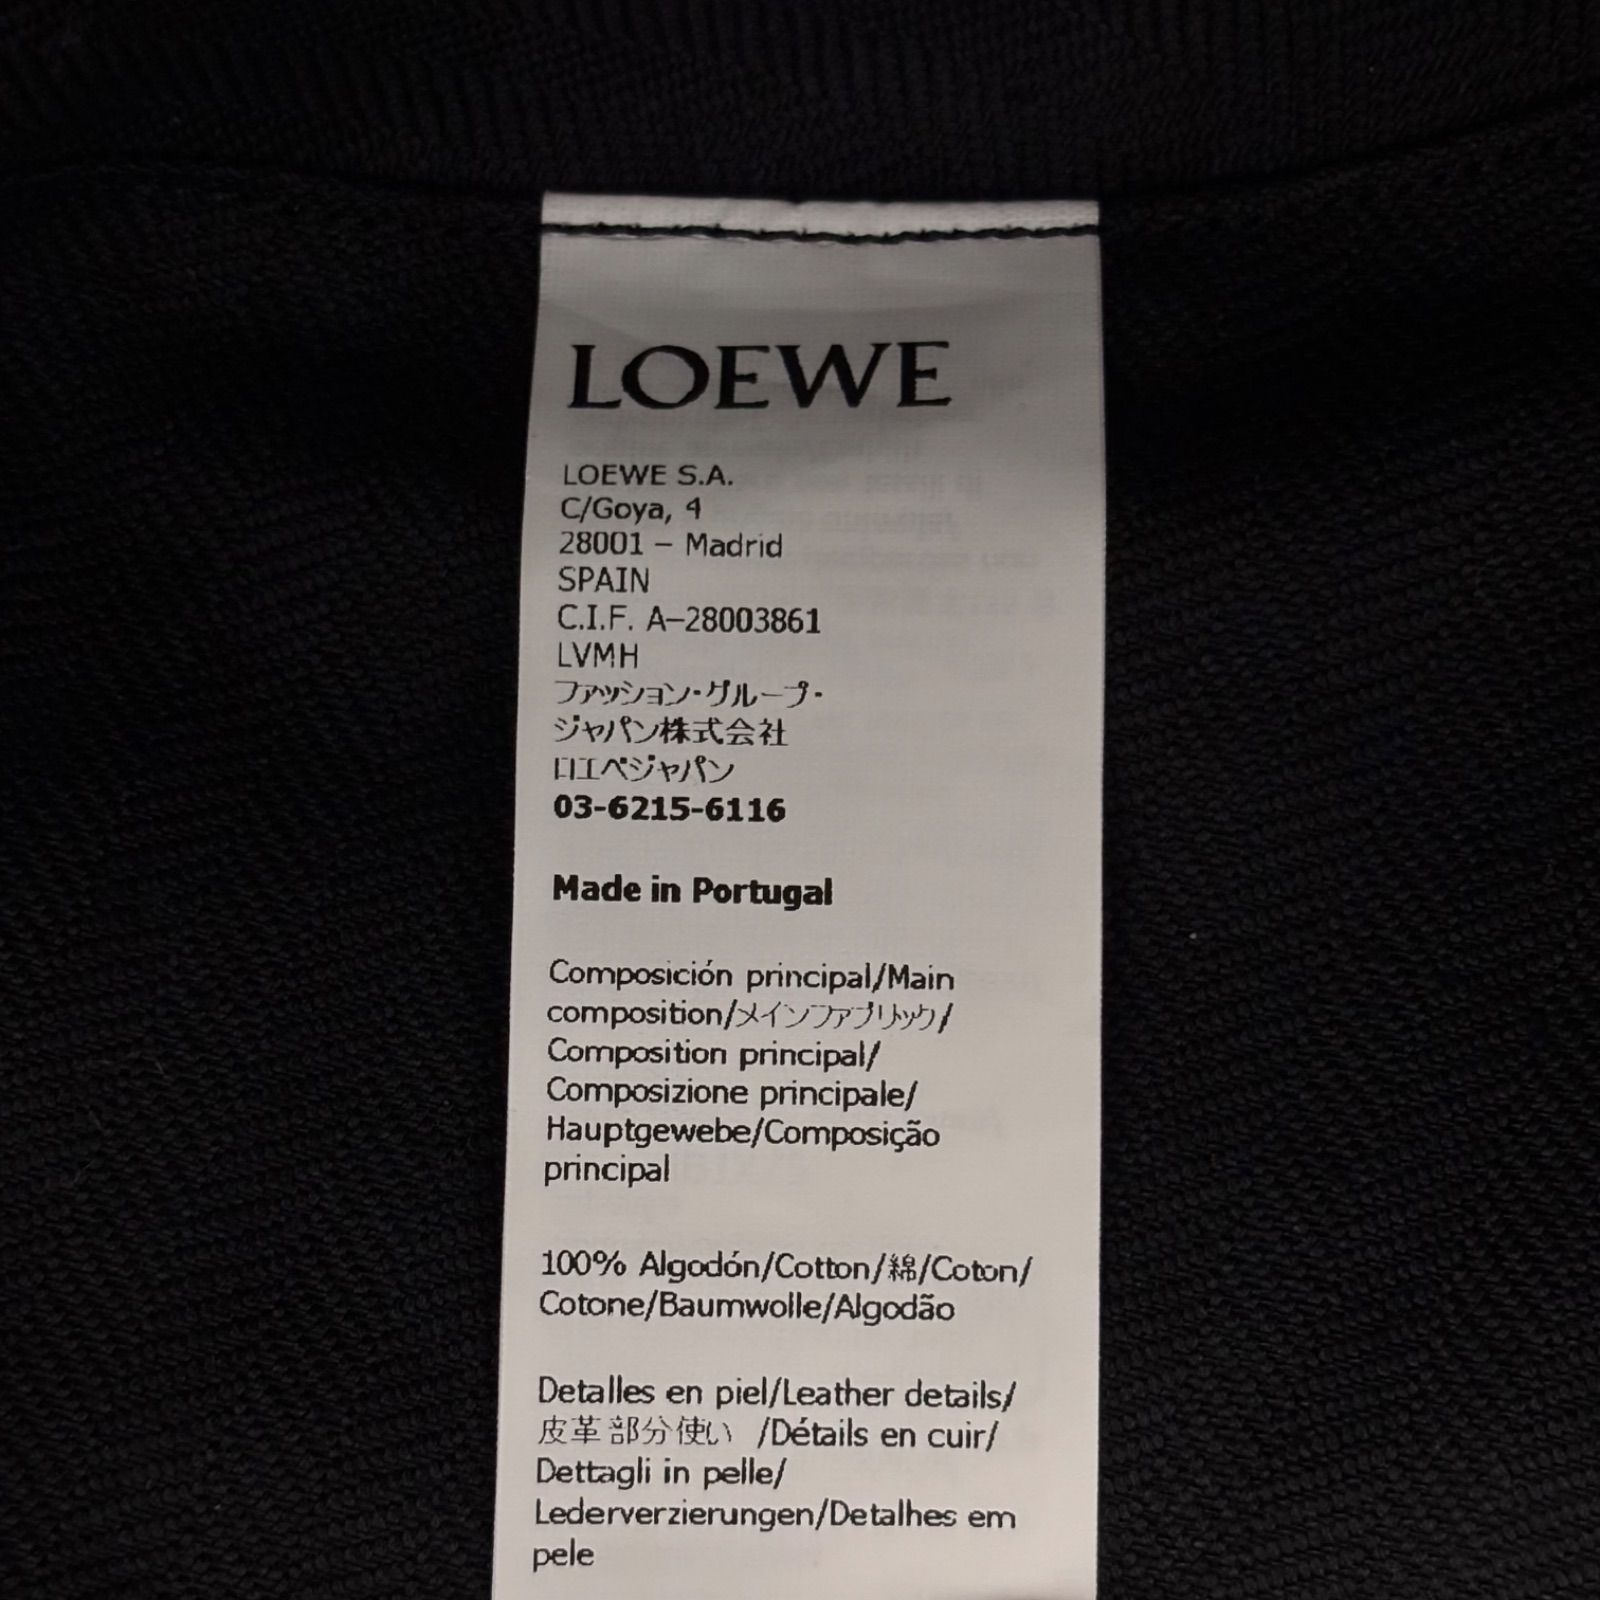 LOEWE
LOEWE S.A.
C/Goya, 4
28001 – Madrid
SPAIN
C.I.F. A–28003861
LVMH
ファッション・グループ・
ジャパン株式会社
ロエベジャパン
03-6215-6116
Made in Portugal
Composición principal/Main
composition/メインファブリック/
Composition principal/
Composizione principale/
Hauptgewebe/Composição
principal
100% Algodón/Cotton/綿/Coton/
Cotone/Baumwolle/Algodão
Detalles en piel/Leather details/
皮革部分使い /Détails en cuir/
Dettagli in pelle/
Lederverzierungen/Detalhes em
pele